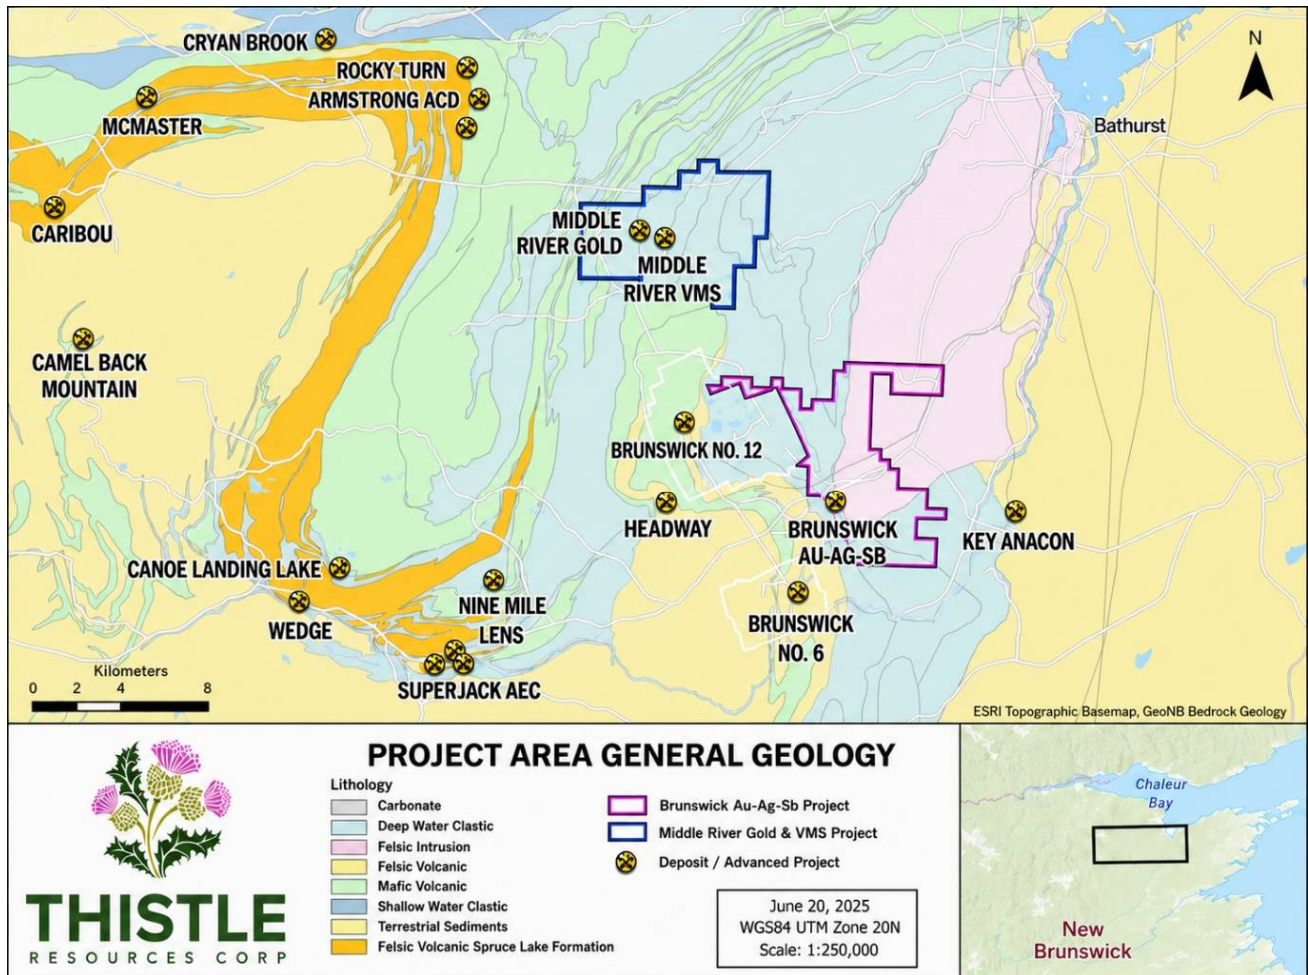 CRYAN BROOK
N
ROCKY TURN
ARMSTRONG ACD
MCMASTER
Bathurst
CARIBOU
MIDDLE
RIVER GOLD
MIDDLE
RIVER VMS
CAMEL BACK
MOUNTAIN
BRUNSWICK NO. 12
HEADWAY
BRUNSWICK
AU-AG-SB
KEY ANACON
CANOE LANDING LAKE
WEDGE
NINE MILE
LENS
BRUNSWICK
NO. 6
SUPERJACK AEC
Kilometers
0 2 4 8
ESRI Topographic Basemap, GeoNB Bedrock Geology
THISTLE
RESOURCES CORP
PROJECT AREA GENERAL GEOLOGY
Lithology
Carbonate
Deep Water Clastic
Felsic Intrusion
Felsic Volcanic
Mafic Volcanic
Shallow Water Clastic
Terrestrial Sediments
Felsic Volcanic Spruce Lake Formation
Brunswick Au-Ag-Sb Project
Middle River Gold & VMS Project
Deposit / Advanced Project
June 20, 2025
WGS84 UTM Zone 20N
Scale: 1:250,000
Chaleur
Bay
New
Brunswick